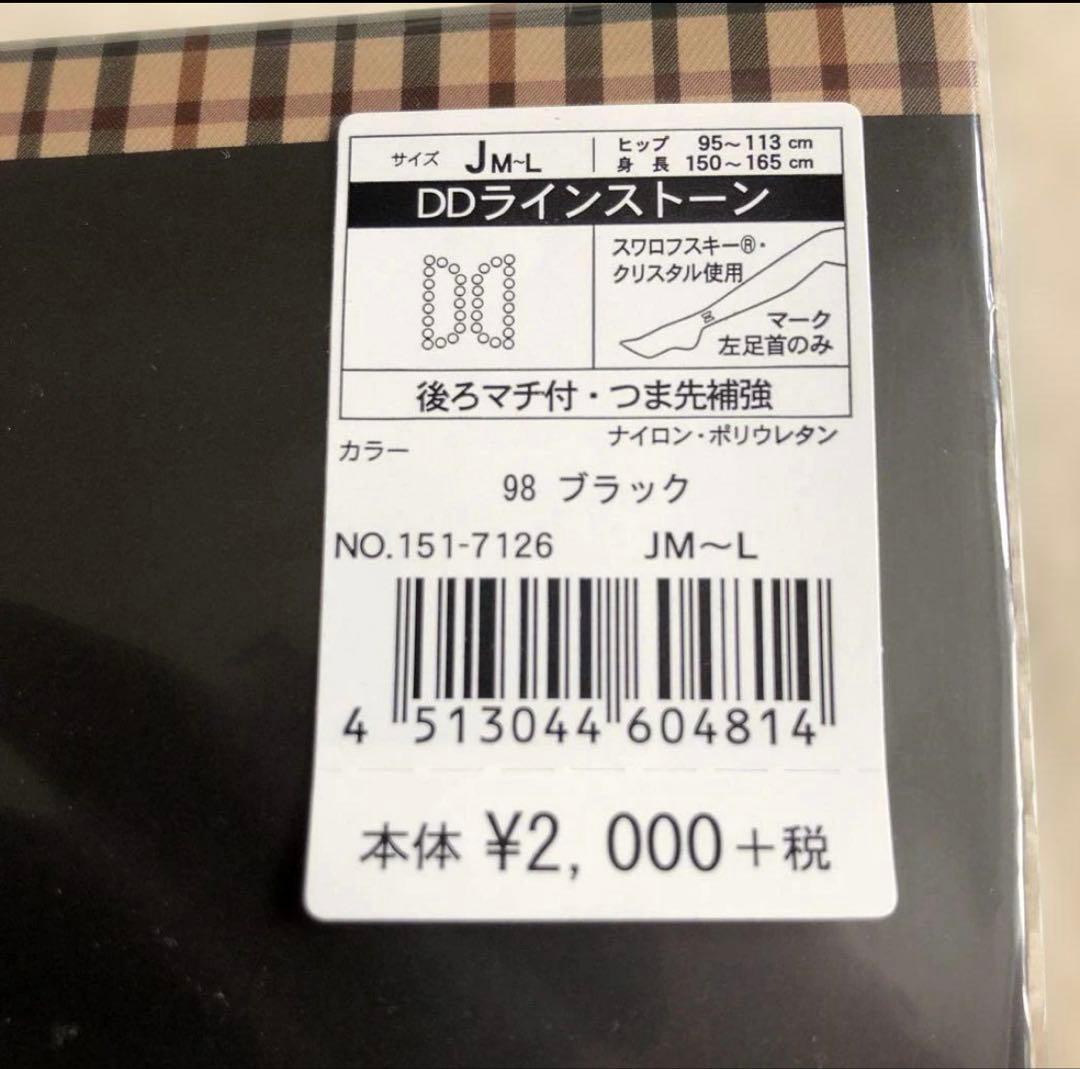 サイズ JM~L
ヒップ 95~113 cm
身長 150~165 cm
DDラインストーン
スワロフスキー®・
クリスタル使用
マーク
左足首のみ
後ろマチ付・つま先補強
ナイロン・ポリウレタン
カラー
98 ブラック
NO.151-7126 JM~L
4 513044 604814
本体 ¥2,000+税